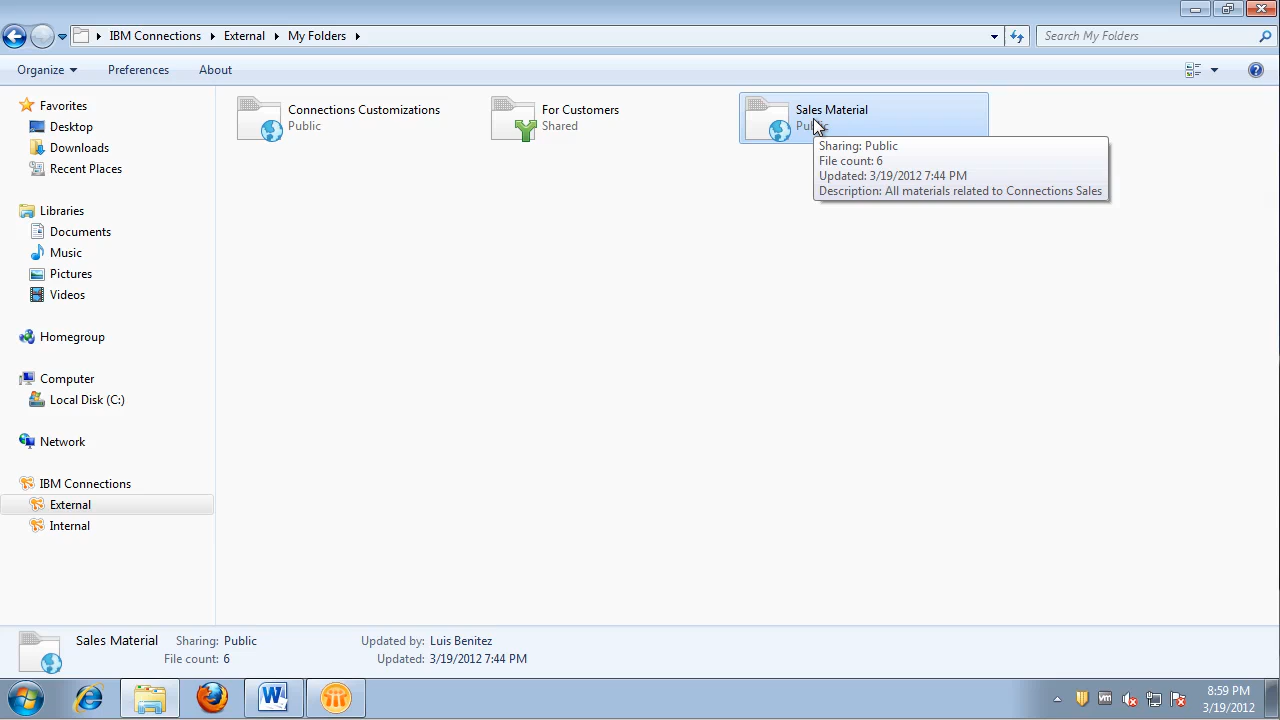 IBM Connections External My Folders
Search My Folders
Organize Preferences About
Favorites
Desktop
Downloads
Recent Places
Libraries
Documents
Music
Pictures
Videos
Homegroup
Computer
Local Disk (C:)
Network
IBM Connections
External
Internal
Connections Customizations
Public
For Customers
Shared
Sales Material
Sharing: Public
File count: 6
Updated: 3/19/2012 7:44 PM
Description: All materials related to Connections Sales
Sales Material Sharing: Public Updated by: Luis Benitez
File count: 6 Updated: 3/19/2012 7:44 PM
8:59 PM
3/19/2012